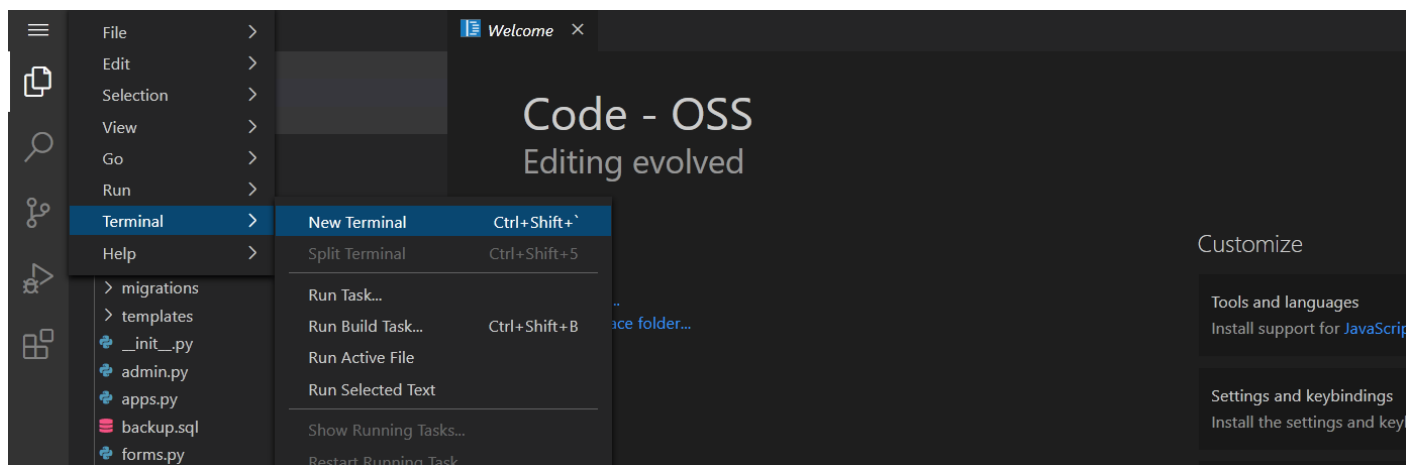 File
Edit
Selection
View
Go
Run
Terminal
Help
migrations
templates
__init__.py
admin.py
apps.py
backup.sql
forms.py
New Terminal Ctrl+Shift+`
Split Terminal Ctrl+Shift+5
Run Task...
Run Build Task... Ctrl+Shift+B
Run Active File
Run Selected Text
Show Running Tasks...
Restart Running Task
Welcome
Code - OSS
Editing evolved
..
ace folder...
Customize
Tools and languages
Install support for JavaScrip
Settings and keybindings
Install the settings and key